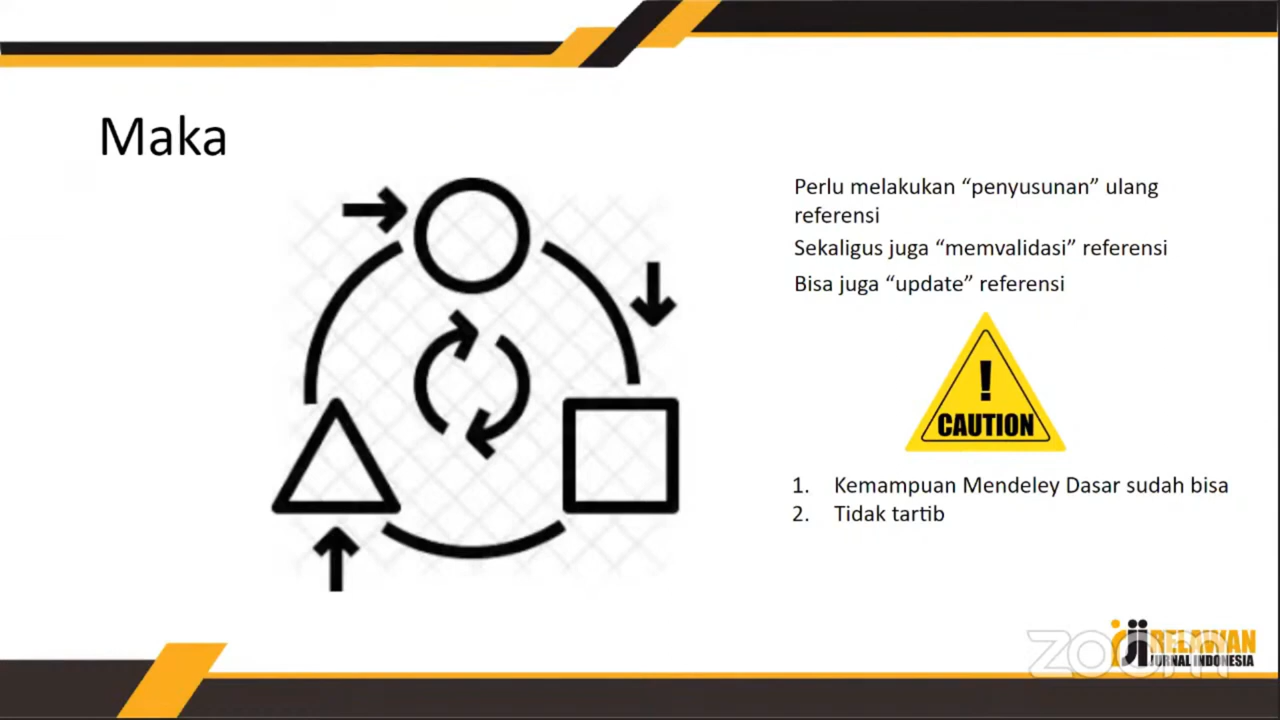 Maka
Perlu melakukan “penyusunan” ulang
referensi
Sekaligus juga “memvalidasi” referensi
Bisa juga “update” referensi
!
CAUTION
1. Kemampuan Mendeley Dasar sudah bisa
2. Tidak tartib
RELAWAN
JURNAL INDONESIA
zoom